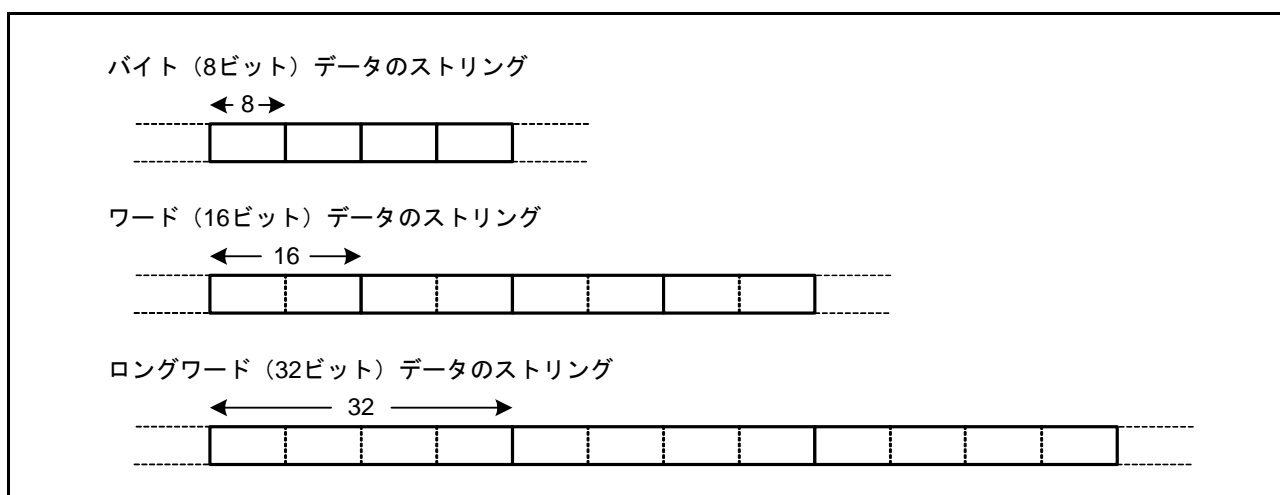 バイト（8ビット）データのストリング
8
ワード（16ビット）データのストリング
16
ロングワード（32ビット）データのストリング
32